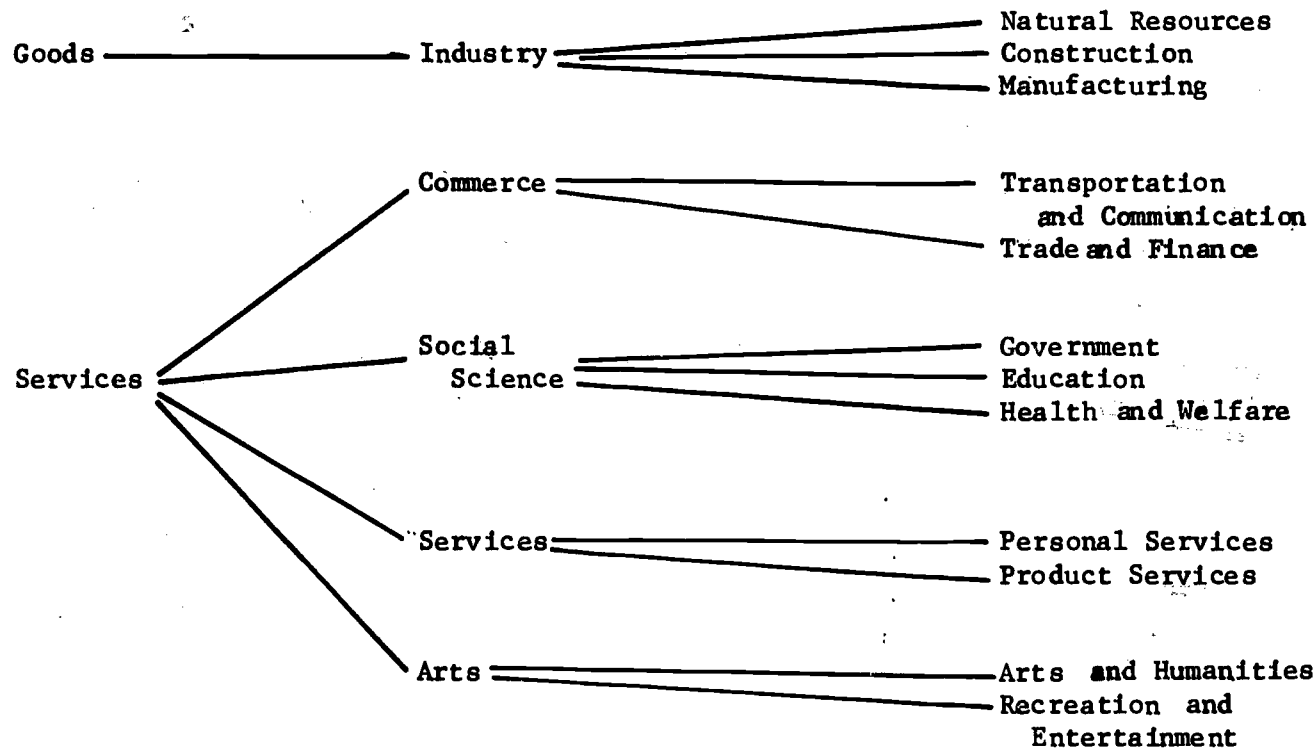 Goods
Industry
Natural Resources
Construction
Manufacturing
Services
Commerce
Transportation
and Communication
Trade and Finance
Social
Science
Government
Education
Health and Welfare
Services
Personal Services
Product Services
Arts
Arts and Humanities
Recreation and
Entertainment